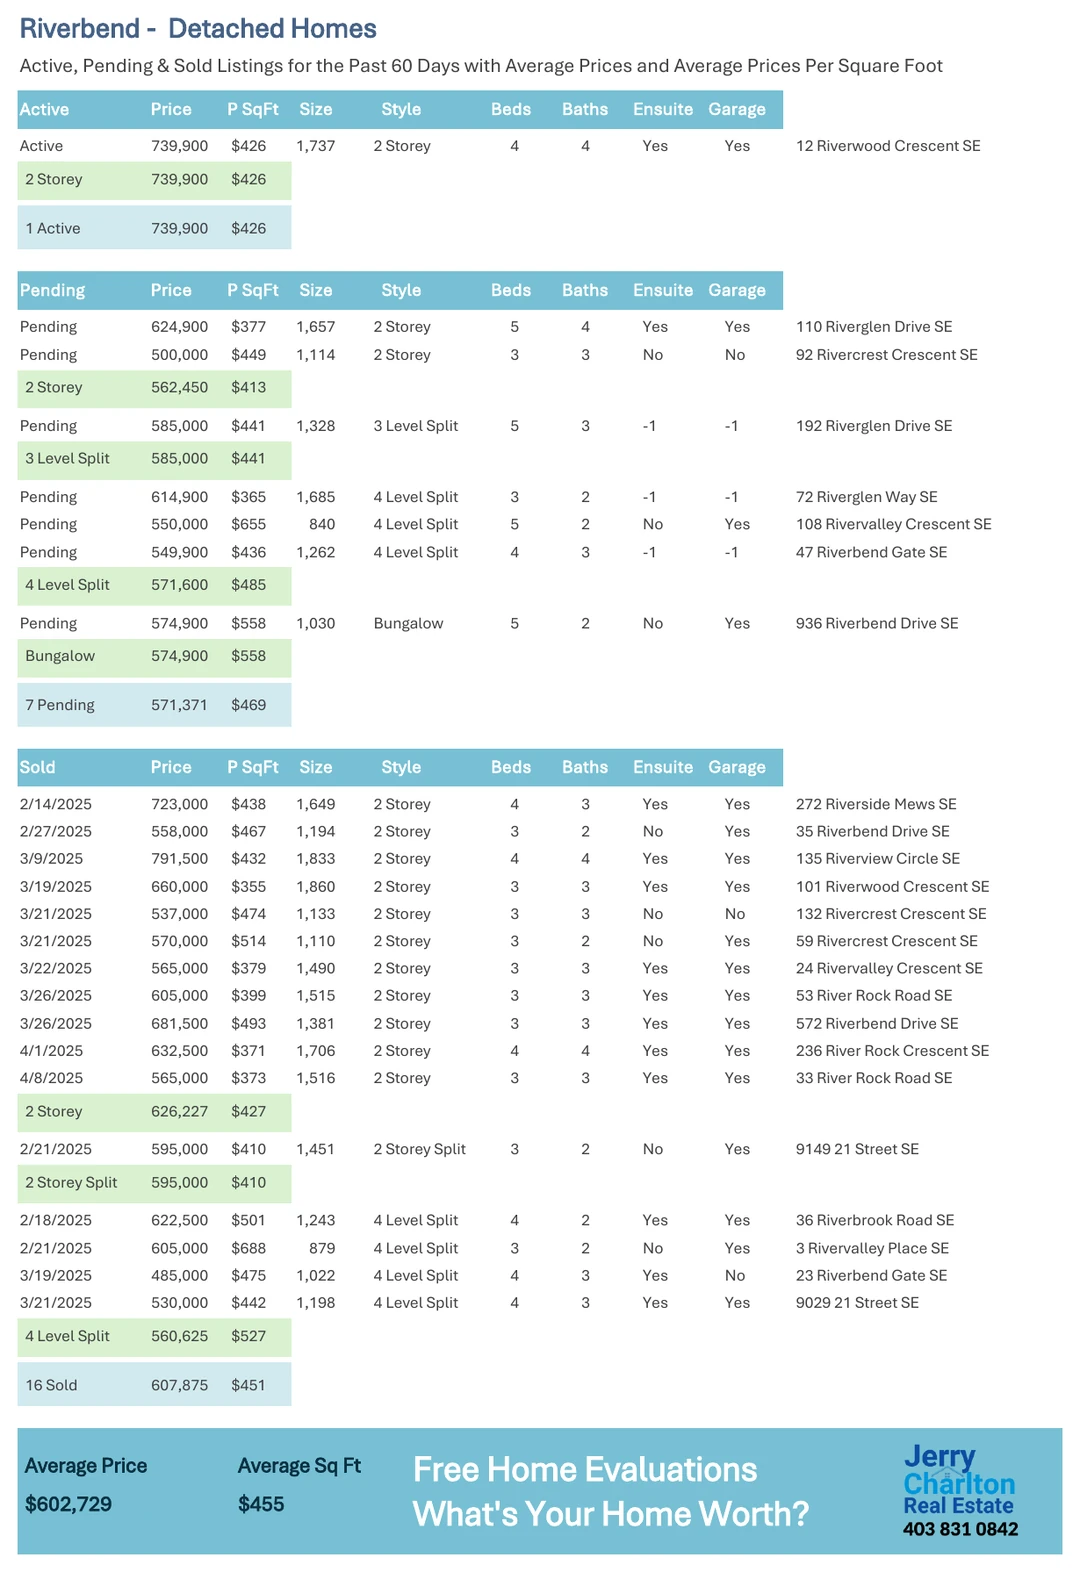 Riverbend - Detached Homes
Active, Pending & Sold Listings for the Past 60 Days with Average Prices and Average Prices Per Square Foot
Active Price P SqFt Size Style Beds Baths Ensuite Garage
Active 739,900 $426 1,737 2 Storey 4 4 Yes Yes 12 Riverwood Crescent SE
2 Storey 739,900 $426
1 Active 739,900 $426
Pending Price P SqFt Size Style Beds Baths Ensuite Garage
Pending 624,900 $377 1,657 2 Storey 5 4 Yes Yes 110 Riverglen Drive SE
Pending 500,000 $449 1,114 2 Storey 3 3 No No 92 Rivercrest Crescent SE
2 Storey 562,450 $413
Pending 585,000 $441 1,328 3 Level Split 5 3 -1 -1 192 Riverglen Drive SE
3 Level Split 585,000 $441
Pending 614,900 $365 1,685 4 Level Split 3 2 -1 -1 72 Riverglen Way SE
Pending 550,000 $655 840 4 Level Split 5 2 No Yes 108 Rivervalley Crescent SE
Pending 549,900 $436 1,262 4 Level Split 4 3 -1 -1 47 Riverbend Gate SE
4 Level Split 571,600 $485
Pending 574,900 $558 1,030 Bungalow 5 2 No Yes 936 Riverbend Drive SE
Bungalow 574,900 $558
7 Pending 571,371 $469
Sold Price P SqFt Size Style Beds Baths Ensuite Garage
2/14/2025 723,000 $438 1,649 2 Storey 4 3 Yes Yes 272 Riverside Mews SE
2/27/2025 558,000 $467 1,194 2 Storey 3 2 No Yes 35 Riverbend Drive SE
3/9/2025 791,500 $432 1,833 2 Storey 4 4 Yes Yes 135 Riverview Circle SE
3/19/2025 660,000 $355 1,860 2 Storey 3 3 Yes Yes 101 Riverwood Crescent SE
3/21/2025 537,000 $474 1,133 2 Storey 3 3 No No 132 Rivercrest Crescent SE
3/21/2025 570,000 $514 1,110 2 Storey 3 2 No Yes 59 Rivercrest Crescent SE
3/22/2025 565,000 $379 1,490 2 Storey 3 3 Yes Yes 24 Rivervalley Crescent SE
3/26/2025 605,000 $399 1,515 2 Storey 3 3 Yes Yes 53 River Rock Road SE
3/26/2025 681,500 $493 1,381 2 Storey 3 3 Yes Yes 572 Riverbend Drive SE
4/1/2025 632,500 $371 1,706 2 Storey 4 4 Yes Yes 236 River Rock Crescent SE
4/8/2025 565,000 $373 1,516 2 Storey 3 3 Yes Yes 33 River Rock Road SE
2 Storey 626,227 $427
2/21/2025 595,000 $410 1,451 2 Storey Split 3 2 No Yes 9149 21 Street SE
2 Storey Split 595,000 $410
2/18/2025 622,500 $501 1,243 4 Level Split 4 2 Yes Yes 36 Riverbrook Road SE
2/21/2025 605,000 $688 879 4 Level Split 3 2 No Yes 3 Rivervalley Place SE
3/19/2025 485,000 $475 1,022 4 Level Split 4 3 Yes No 23 Riverbend Gate SE
3/21/2025 530,000 $442 1,198 4 Level Split 4 3 Yes Yes 9029 21 Street SE
4 Level Split 560,625 $527
16 Sold 607,875 $451
Average Price Average Sq Ft
$602,729 $455
Free Home Evaluations
What's Your Home Worth?
Jerry
Charlton
Real Estate
403 831 0842